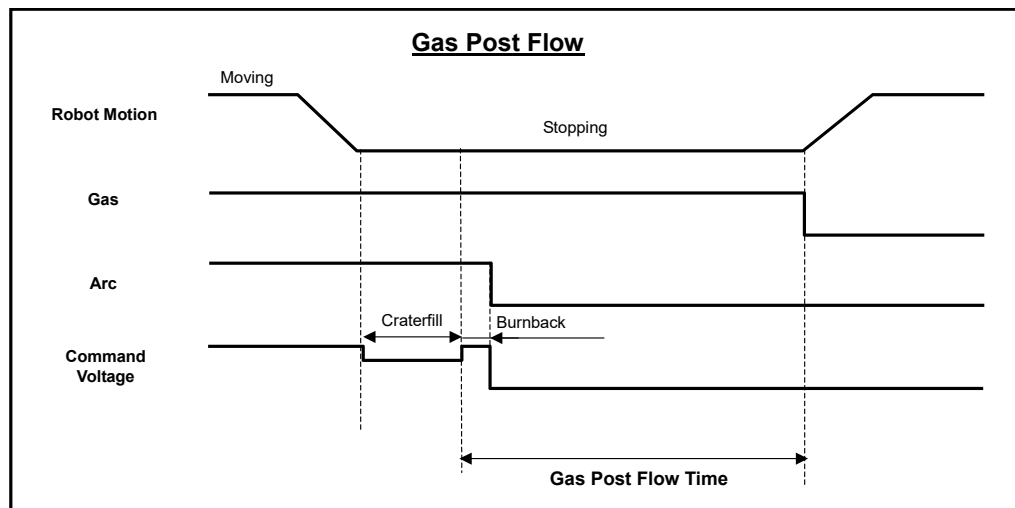 Gas Post Flow
Moving
Robot Motion
Stopping
Gas
Arc
Craterfill
Burnback
Command
Voltage
Gas Post Flow Time